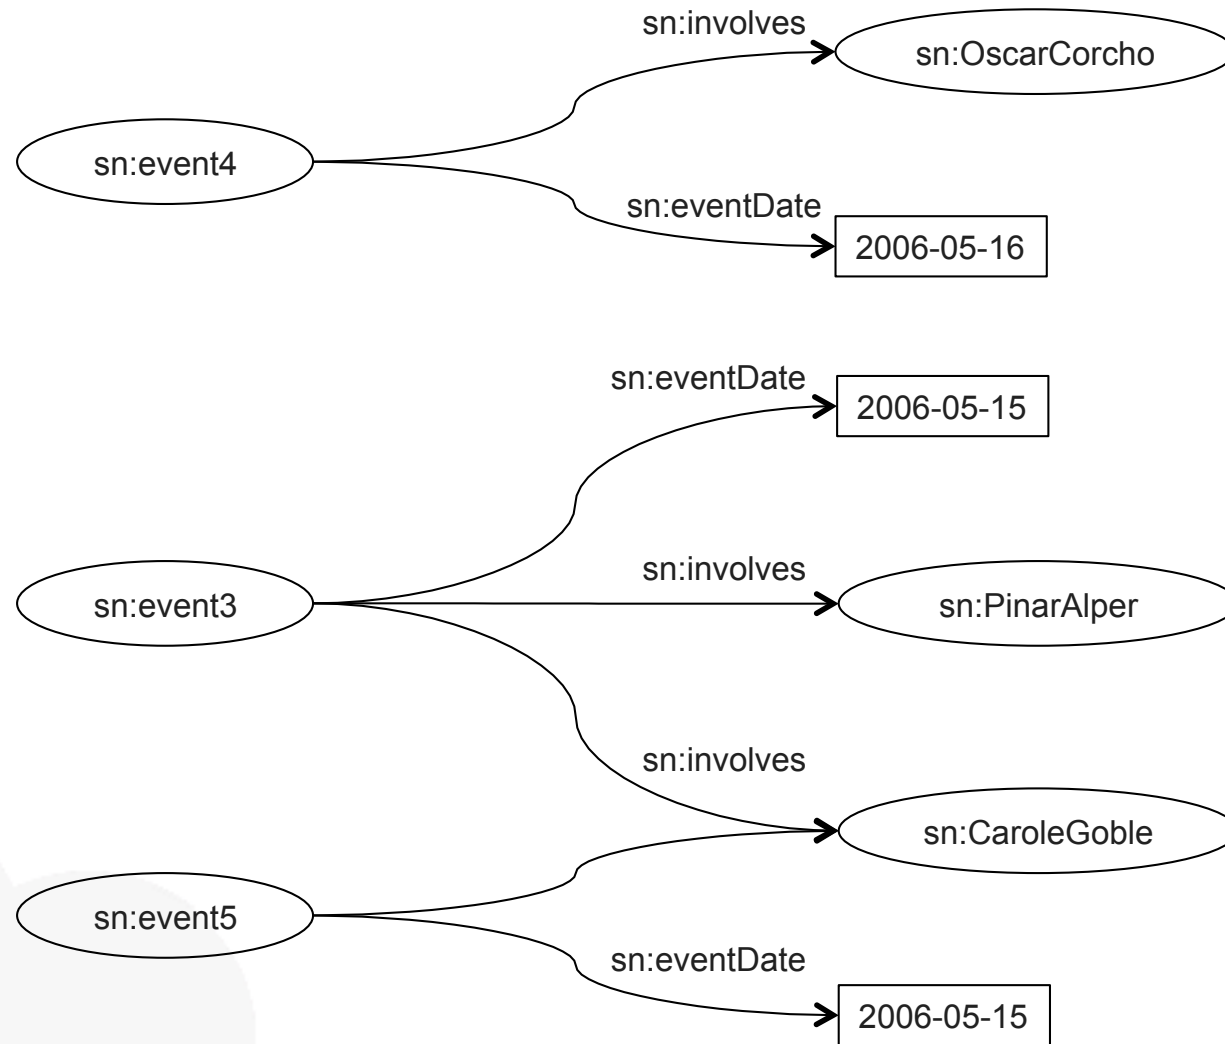 sn:involves
sn:OscarCorcho
sn:event4
sn:eventDate
2006-05-16
sn:eventDate
2006-05-15
sn:involves
sn:event3
sn:PinarAlper
sn:involves
sn:CaroleGoble
sn:event5
sn:eventDate
2006-05-15